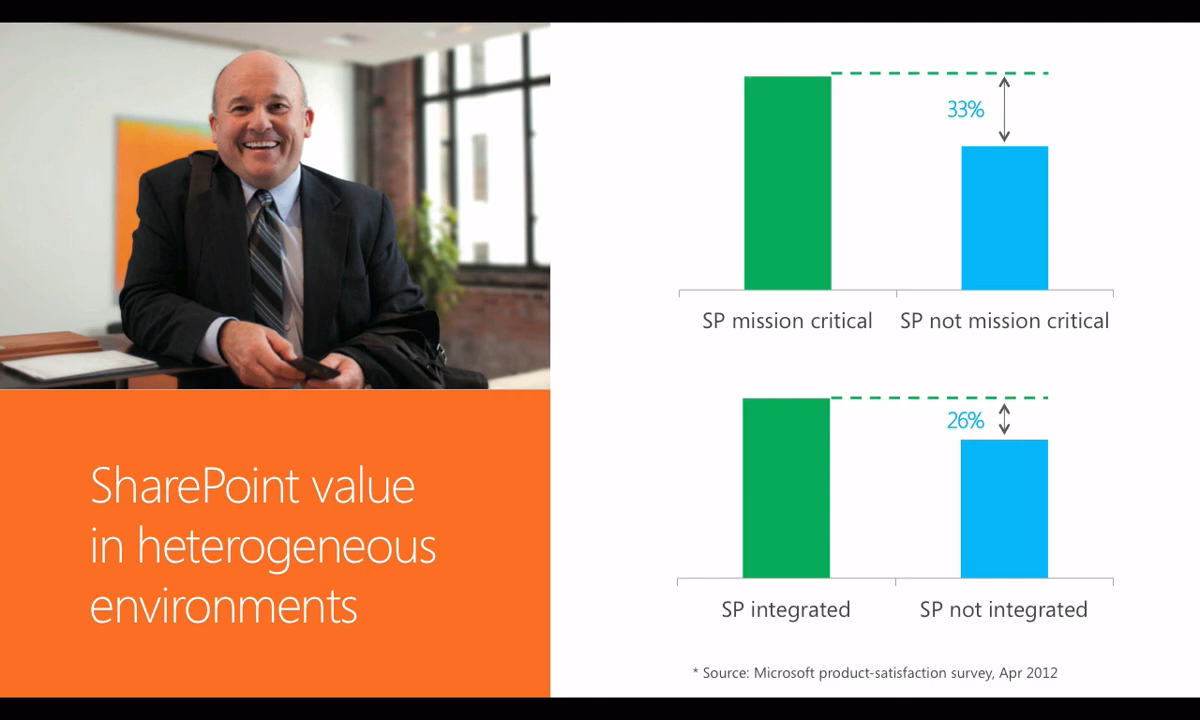 SharePoint value
in heterogeneous
environments
33%
SP mission critical
SP not mission critical
26%
SP integrated
SP not integrated
* Source: Microsoft product-satisfaction survey, Apr 2012